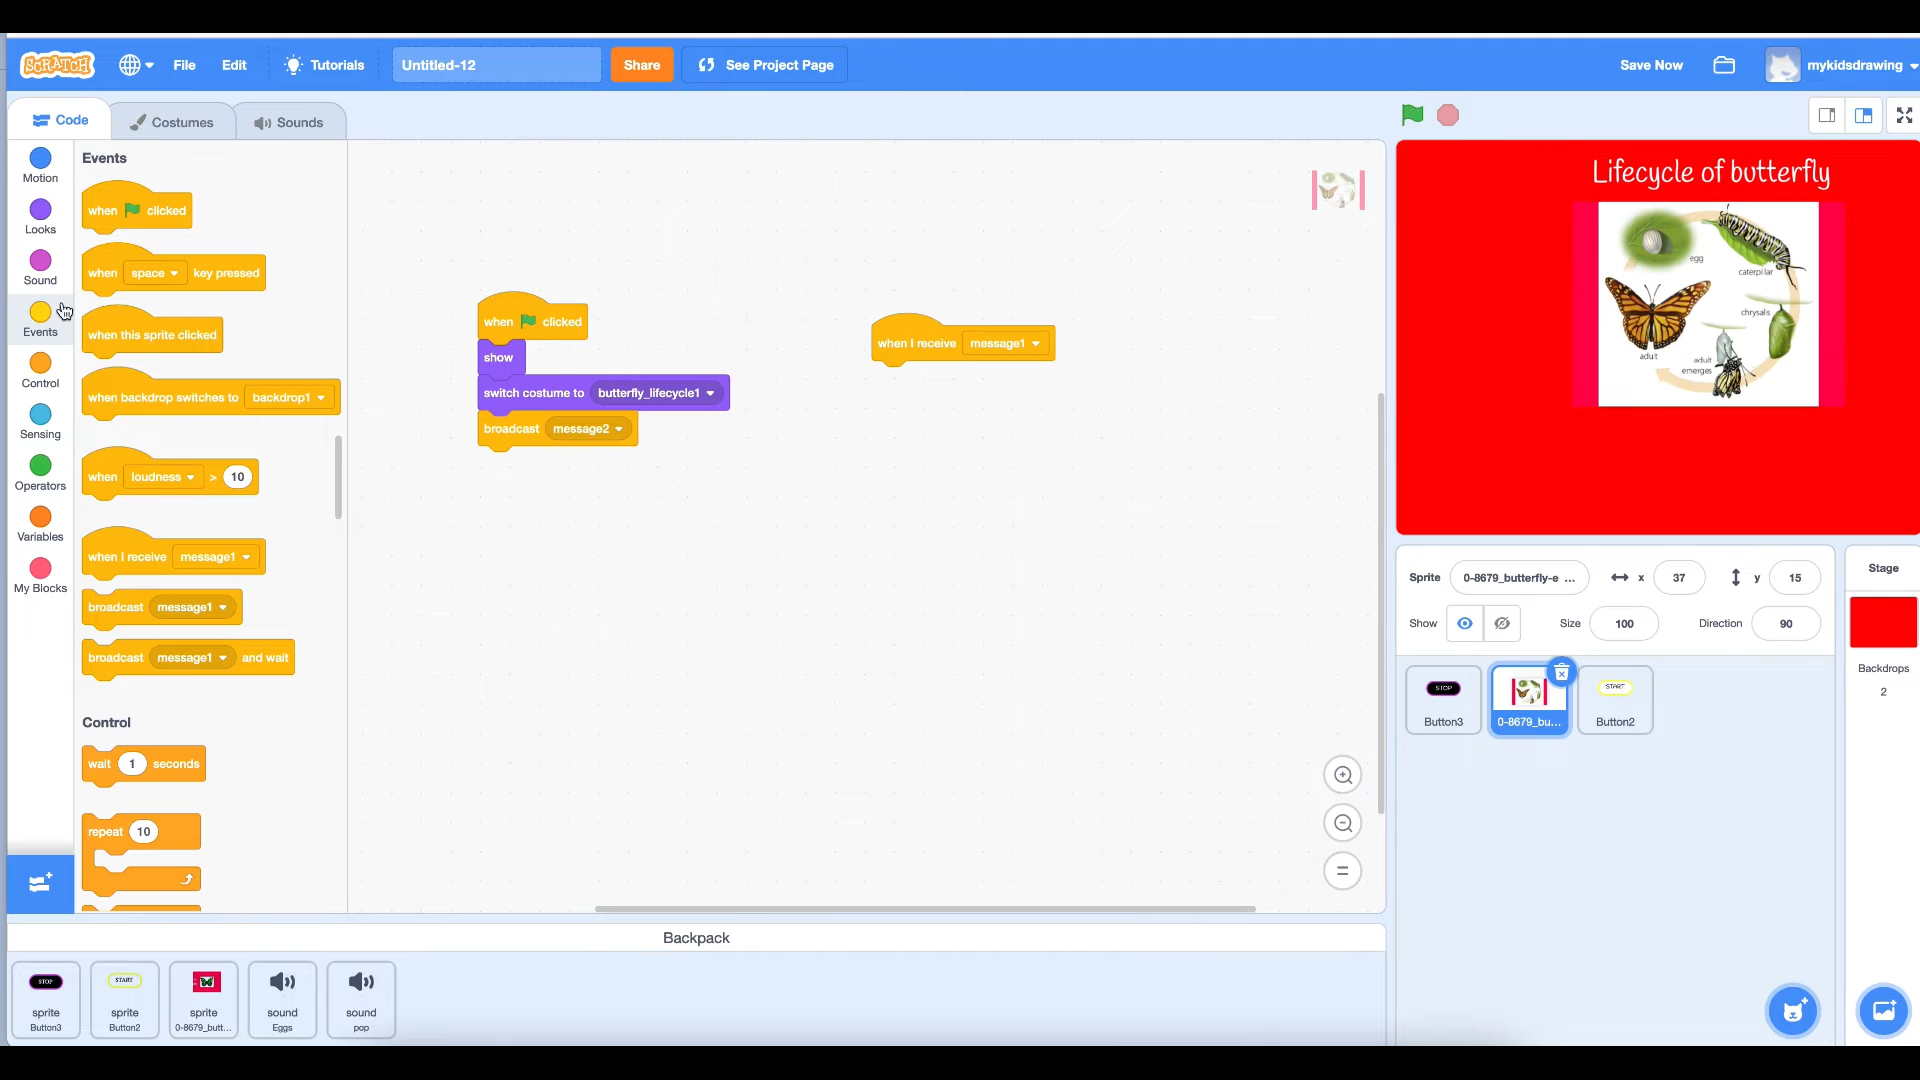 SCRATCH
File
Edit
Tutorials
Untitled-12
Share
See Project Page
Save Now
mykidsdrawing
Code
Costumes
Sounds
Motion
Looks
Sound
Events
Control
Sensing
Operators
Variables
My Blocks
Events
when clicked
when space key pressed
when this sprite clicked
when backdrop switches to backdrop1
when loudness > 10
when I receive message1
broadcast message1
broadcast message1 and wait
Control
wait 1 seconds
repeat 10
when clicked
show
switch costume to butterfly_lifecycle1
broadcast message2
when I receive message1
Lifecycle of butterfly
egg
caterpilar
chrysalis
adult
emerges
adult
Sprite 0-8679_butterfly-e ... x 37 y 15
Show Size 100 Direction 90
STOP
Button3
0-8679_bu...
START
Button2
Stage
Backdrops
2
Backpack
STOP
sprite
Button3
START
sprite
Button2
sprite
0-8679_butt...
sound
Eggs
sound
pop